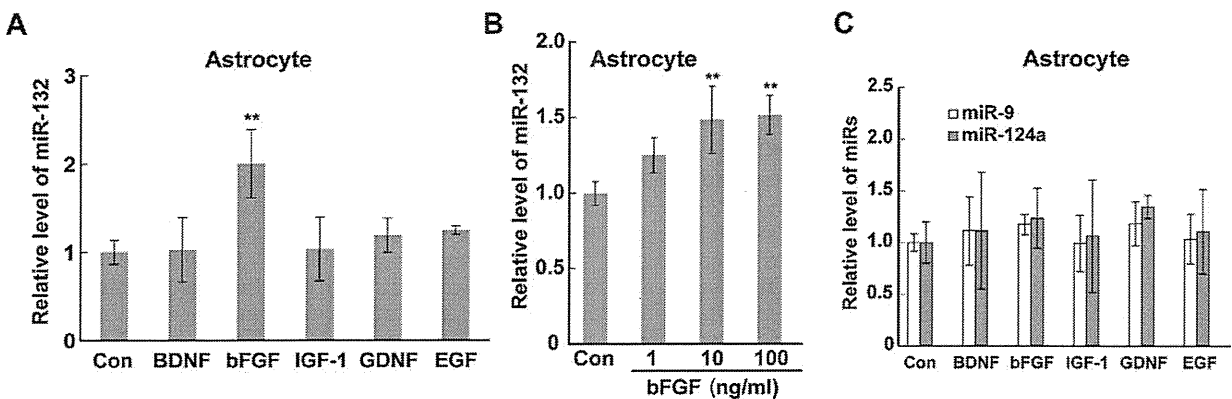 A
Astrocyte
Relative level of miR-132
3
2
1
0
**
Con BDNF bFGF IGF-1 GDNF EGF
B
Astrocyte
Relative level of miR-132
2.0
1.5
1.0
0.5
0
** **
Con 1 10 100
bFGF (ng/ml)
C
Astrocyte
Relative level of miRs
2.5
2.0
1.5
1.0
0.5
miR-9
miR-124a
Con BDNF bFGF IGF-1 GDNF EGF